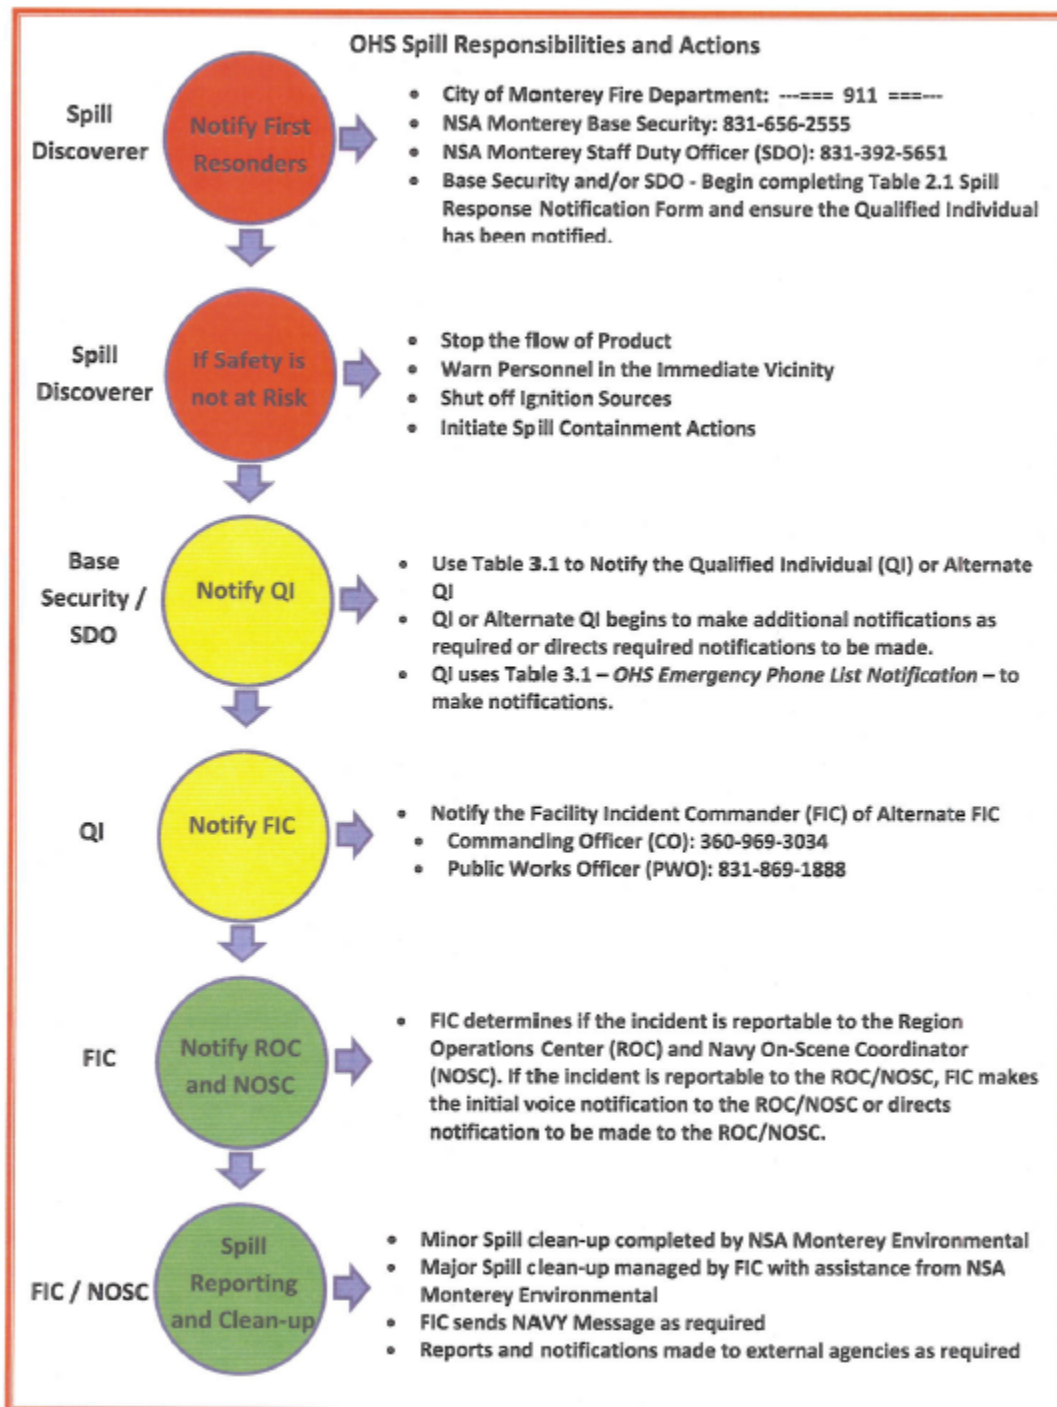 OHS Spill Responsibilities and Actions
Spill
Discoverer
Notify First
Resonders
• City of Monterey Fire Department: ---=== 911 ===---
• NSA Monterey Base Security: 831-656-2555
• NSA Monterey Staff Duty Officer (SDO): 831-392-5651
• Base Security and/or SDO - Begin completing Table 2.1 Spill
Response Notification Form and ensure the Qualified Individual
has been notified.
Spill
Discoverer
If Safety is
not at Risk
• Stop the flow of Product
• Warn Personnel in the Immediate Vicinity
• Shut off Ignition Sources
• Initiate Spill Containment Actions
Base
Security /
SDO
Notify QI
• Use Table 3.1 to Notify the Qualified Individual (QI) or Alternate
QI
• QI or Alternate QI begins to make additional notifications as
required or directs required notifications to be made.
• QI uses Table 3.1 – OHS Emergency Phone List Notification – to
make notifications.
QI
Notify FIC
• Notify the Facility Incident Commander (FIC) of Alternate FIC
• Commanding Officer (CO): 360-969-3034
• Public Works Officer (PWO): 831-869-1888
FIC
Notify ROC
and NOSC
• FIC determines if the incident is reportable to the Region
Operations Center (ROC) and Navy On-Scene Coordinator
(NOSC). If the incident is reportable to the ROC/NOSC, FIC makes
the initial voice notification to the ROC/NOSC or directs
notification to be made to the ROC/NOSC.
FIC / NOSC
Spill
Reporting
and Clean-up
• Minor Spill clean-up completed by NSA Monterey Environmental
• Major Spill clean-up managed by FIC with assistance from NSA
Monterey Environmental
• FIC sends NAVY Message as required
• Reports and notifications made to external agencies as required